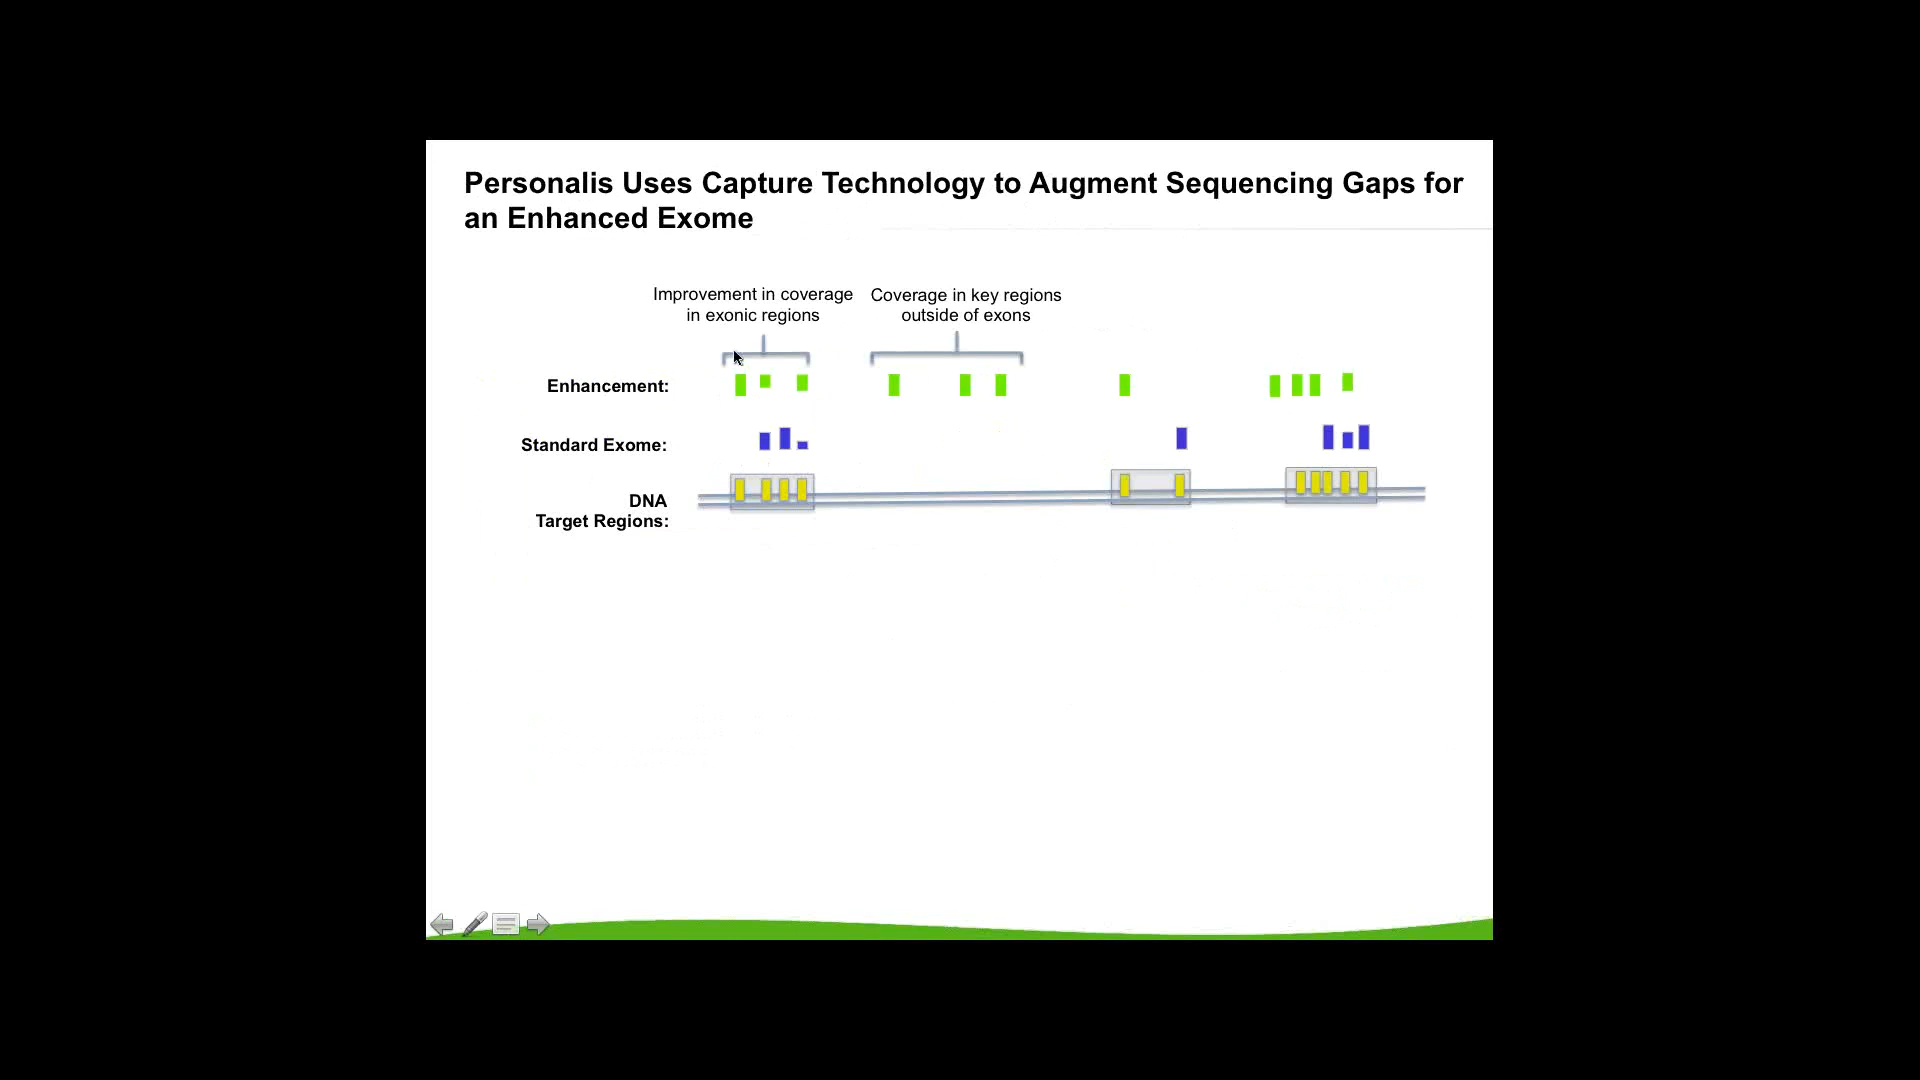 Personalis Uses Capture Technology to Augment Sequencing Gaps for
an Enhanced Exome
Improvement in coverage
in exonic regions
Coverage in key regions
outside of exons
Enhancement:
Standard Exome:
DNA
Target Regions: